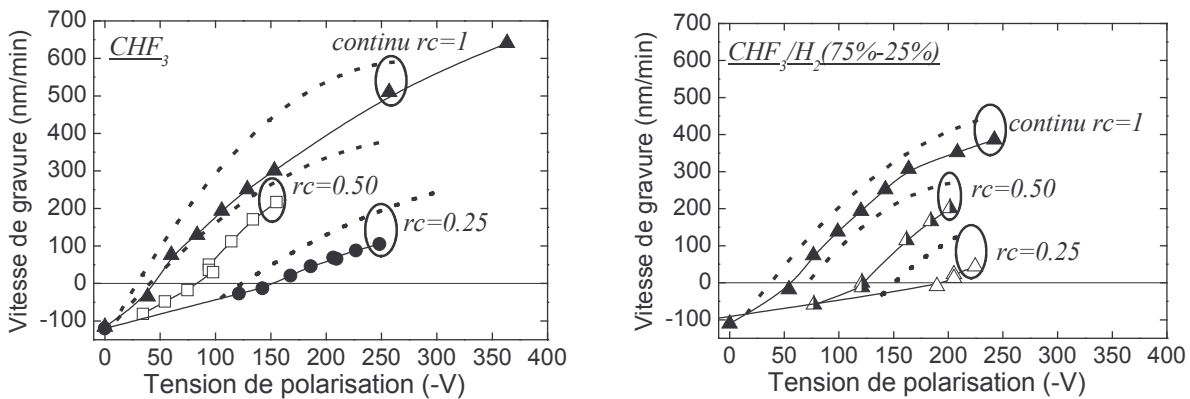 700
600
500
400
300
200
100
0
-100
Vitesse de gravure (nm/min)
CHF3
continu rc=1
rc=0.50
rc=0.25
0 50 100 150 200 250 300 350 400
Tension de polarisation (-V)
700
600
500
400
300
200
100
0
-100
Vitesse de gravure (nm/min)
CHF3/H2(75%-25%)
continu rc=1
rc=0.50
rc=0.25
0 50 100 150 200 250 300 350 400
Tension de polarisation (-V)